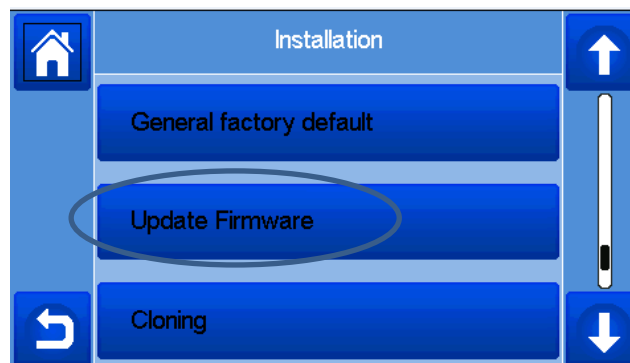 Installation
General factory default
Update Firmware
Cloning